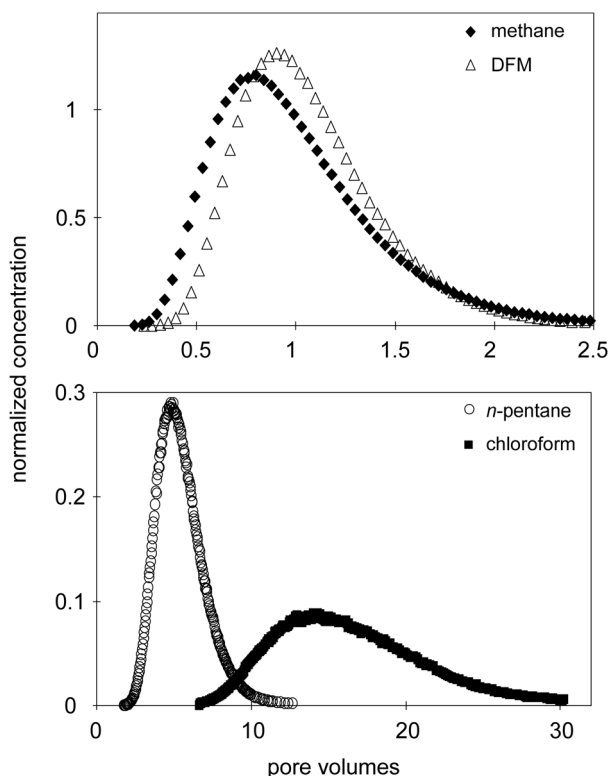 methane
DFM
1
0.5
0
0 0.5 1 1.5 2 2.5
normalized concentration
0.3
n-pentane
chloroform
0.2
0.1
0
0 10 20 30
pore volumes